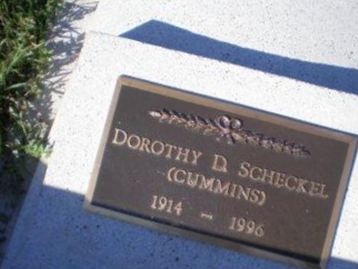 DOROTHY D. SCHECKEL
(CUMMINS)
1914 - 1996